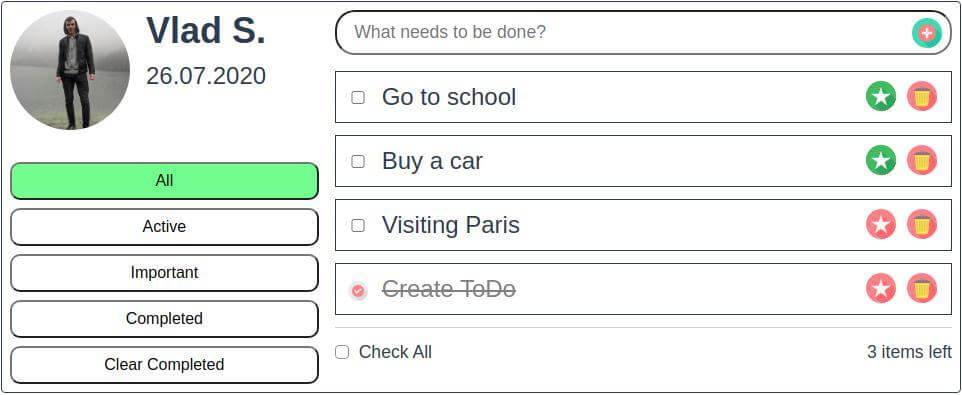 Vlad S.
26.07.2020
All
Active
Important
Completed
Clear Completed
What needs to be done?
Go to school
Buy a car
Visiting Paris
Create ToDo
Check All
3 items left